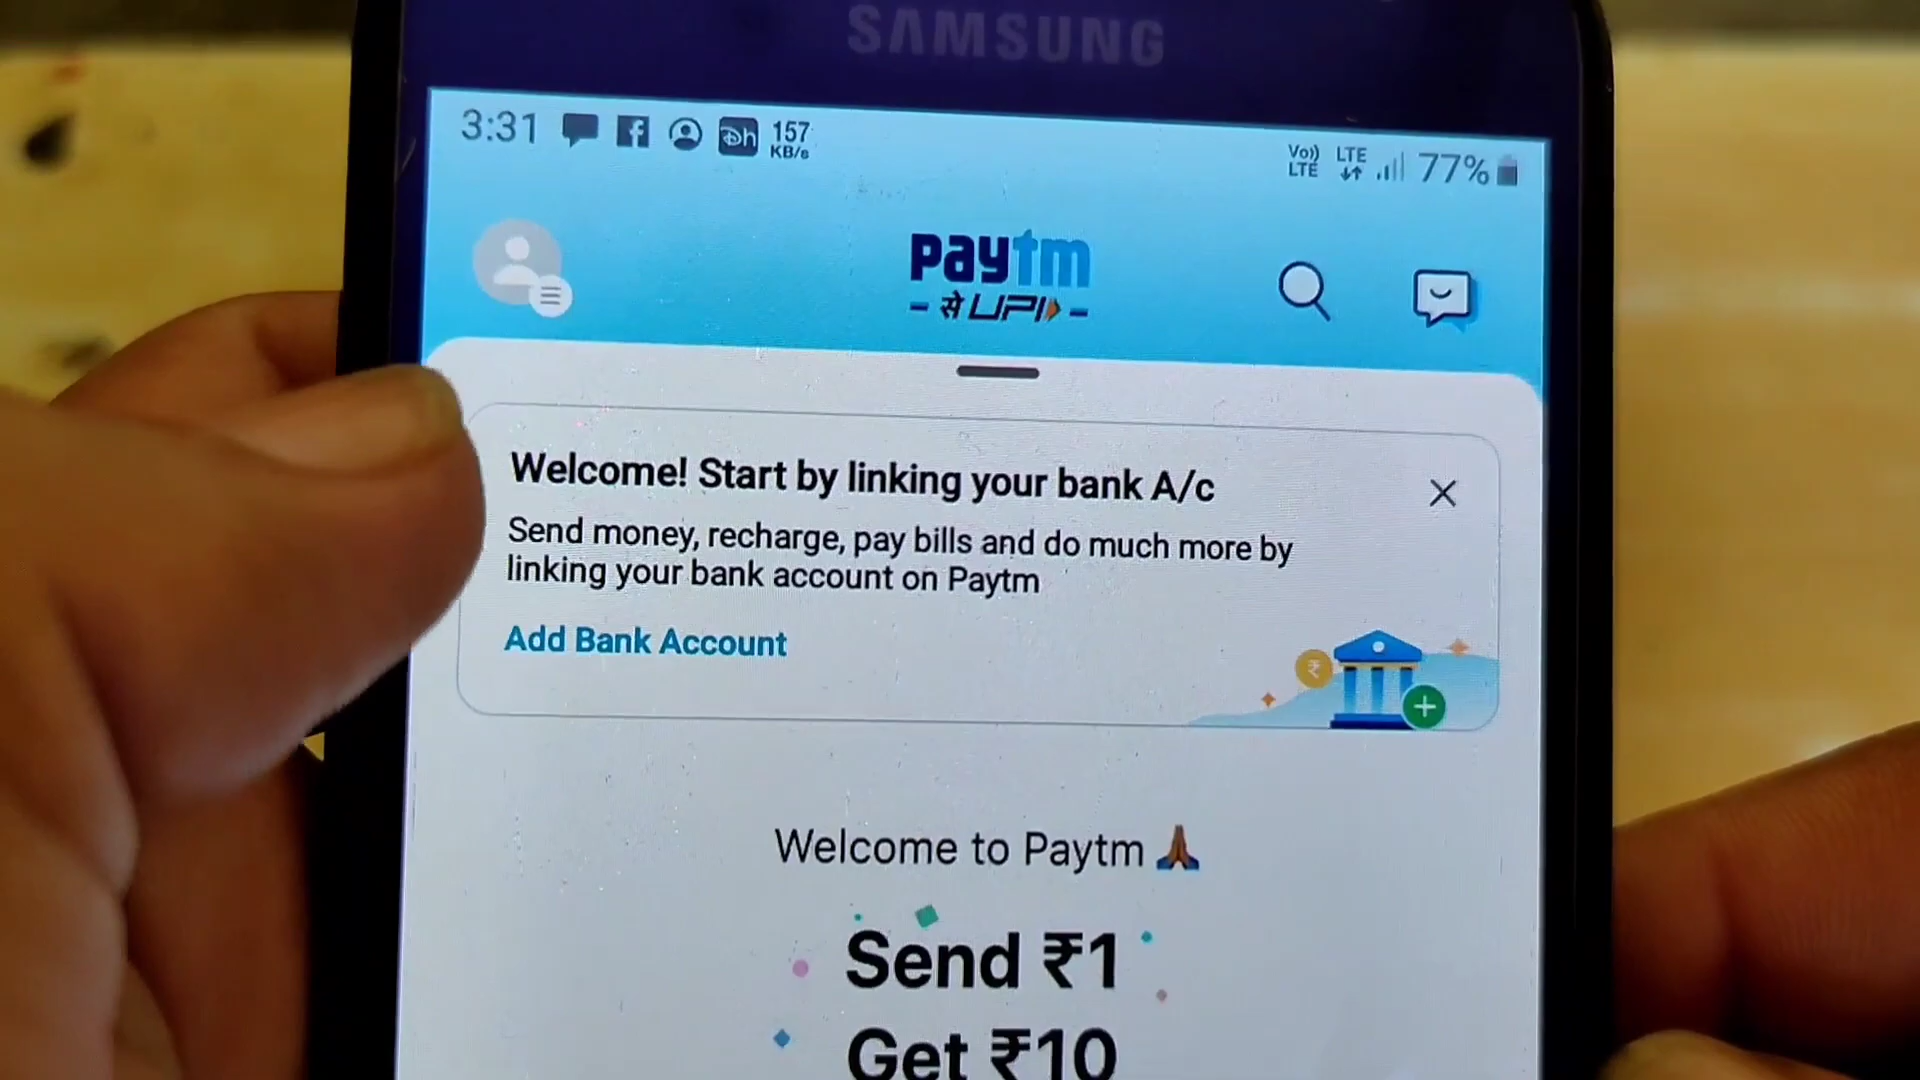 SAMSUNG
3:31
157
KB/s
Vo))
LTE
LTE
77%
paytm
से UPI
Welcome! Start by linking your bank A/c
Send money, recharge, pay bills and do much more by
linking your bank account on Paytm
Add Bank Account
Welcome to Paytm 🙏
Send ₹1
Get ₹10